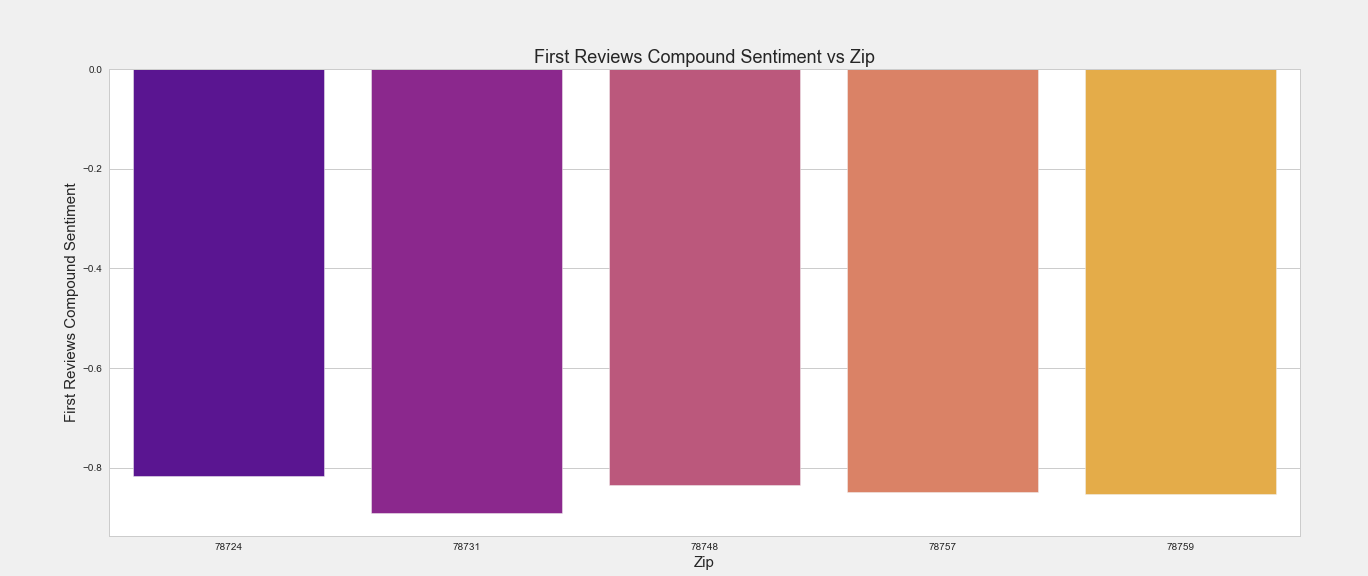 First Reviews Compound Sentiment vs Zip
First Reviews Compound Sentiment
0.0
−0.2
−0.4
−0.6
−0.8
78724 78731 78748 78757 78759
Zip